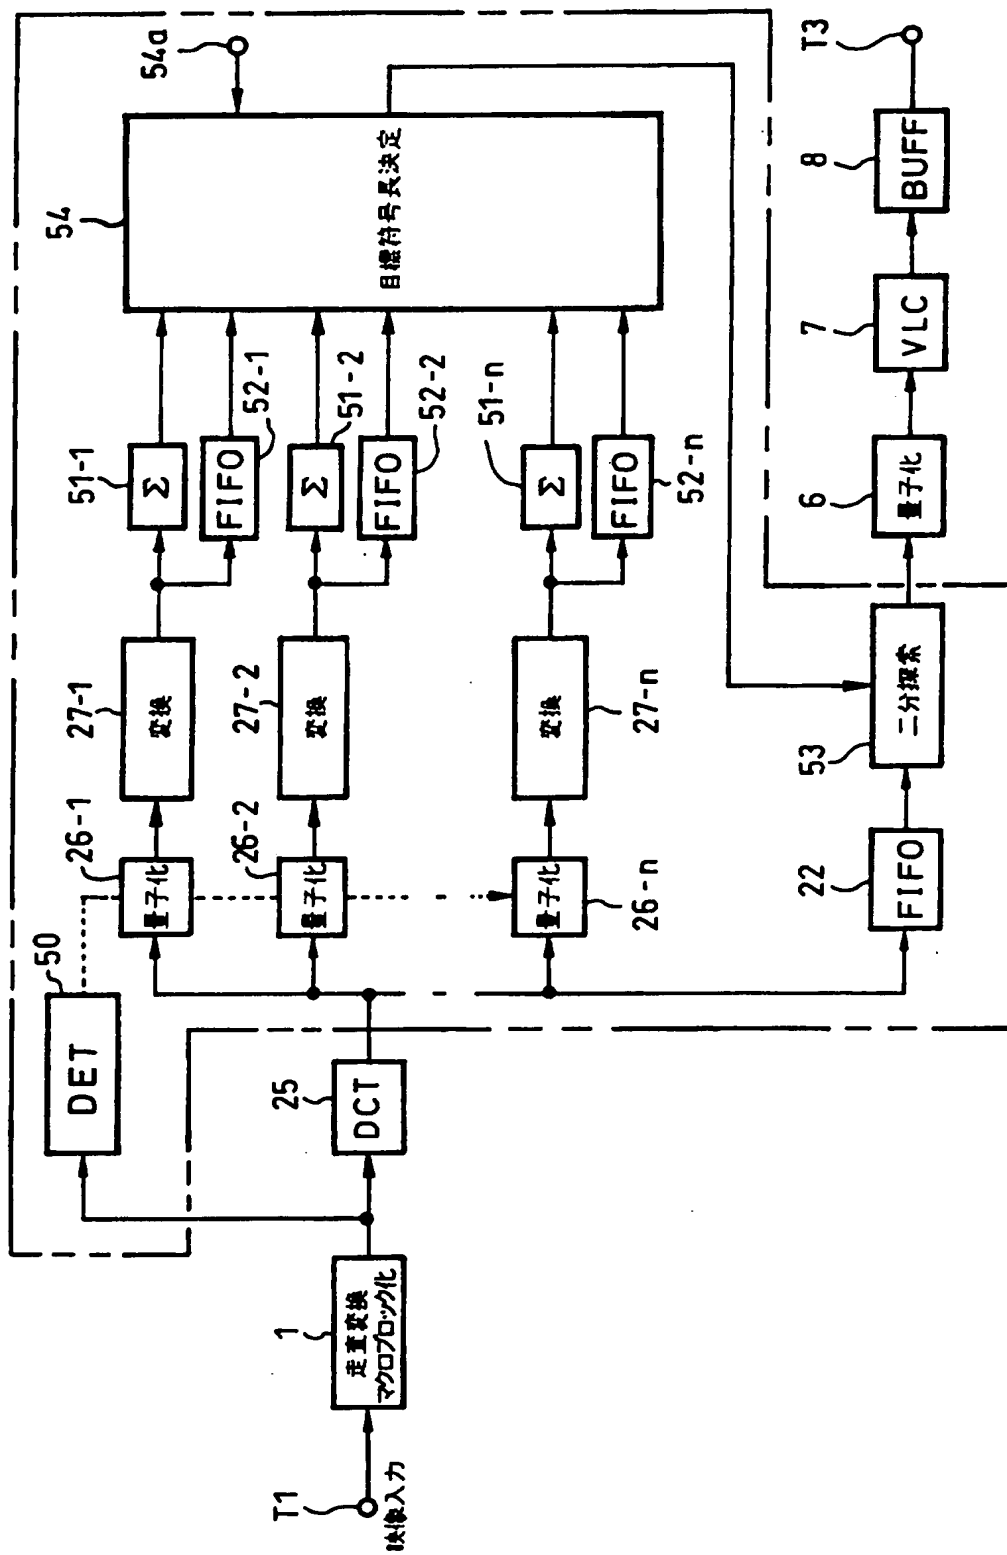 T1
映像入力
1
走査変換
マクロブロック化
50
DET
25
DCT
26-1
量子化
27-1
変換
51-1
Σ
FIFO
52-1
26-2
量子化
27-2
変換
Σ
51-2
FIFO
52-2
量子化
26-n
変換
27-n
51-n
Σ
FIFO
52-n
54
目標符号長決定
54a
22
FIFO
53
二分探索
6
量子化
7
VLC
8
BUFF
T3